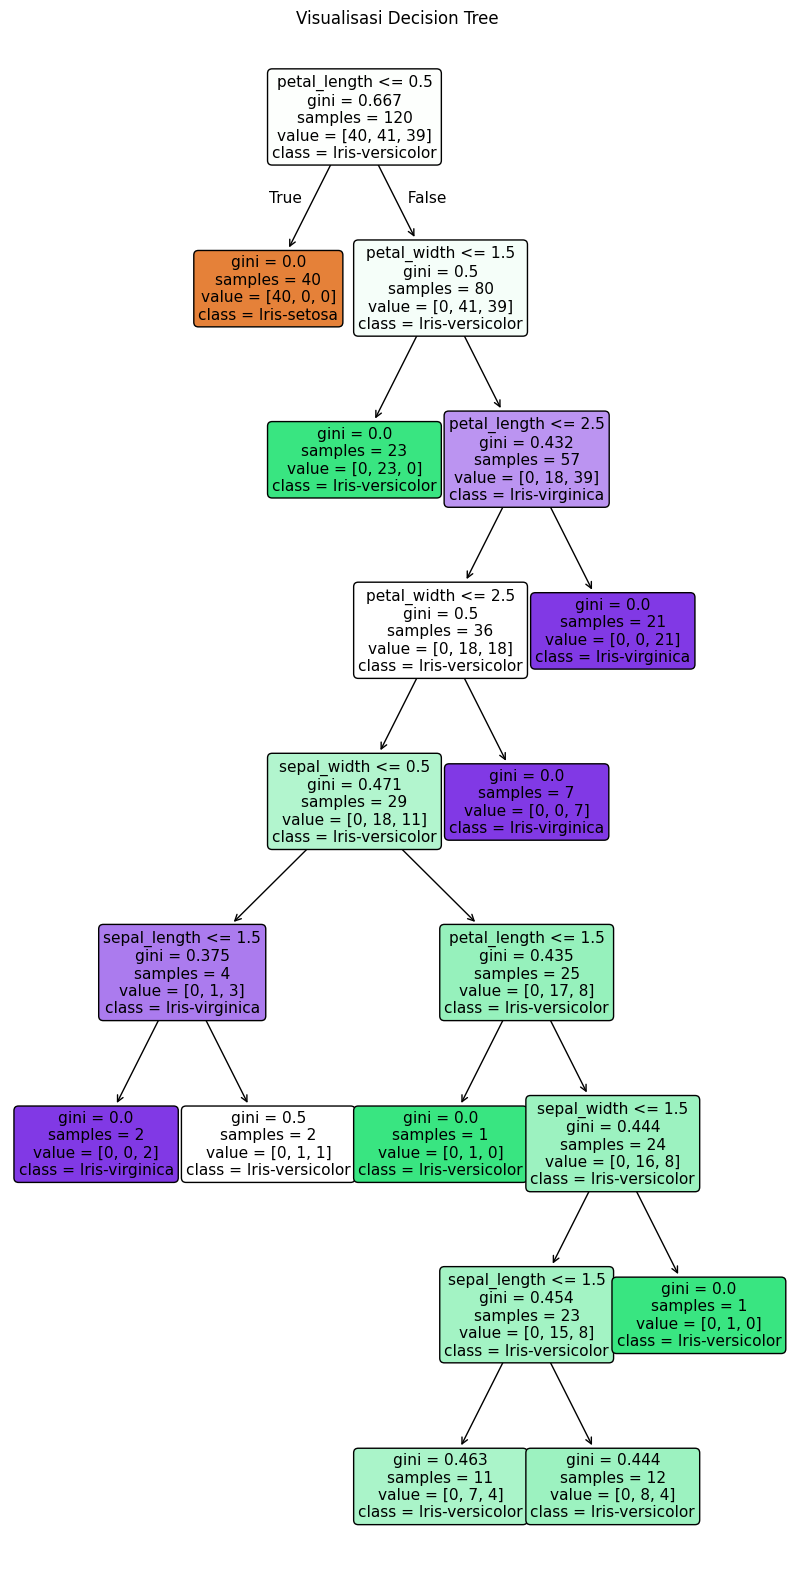 Visualisasi Decision Tree
petal_length <= 0.5
gini = 0.667
samples = 120
value = [40, 41, 39]
class = Iris-versicolor
True
False
gini = 0.0
samples = 40
value = [40, 0, 0]
class = Iris-setosa
petal_width <= 1.5
gini = 0.5
samples = 80
value = [0, 41, 39]
class = Iris-versicolor
gini = 0.0
samples = 23
value = [0, 23, 0]
class = Iris-versicolor
petal_length <= 2.5
gini = 0.432
samples = 57
value = [0, 18, 39]
class = Iris-virginica
petal_width <= 2.5
gini = 0.5
samples = 36
value = [0, 18, 18]
class = Iris-versicolor
gini = 0.0
samples = 21
value = [0, 0, 21]
class = Iris-virginica
sepal_width <= 0.5
gini = 0.471
samples = 29
value = [0, 18, 11]
class = Iris-versicolor
gini = 0.0
samples = 7
value = [0, 0, 7]
class = Iris-virginica
sepal_length <= 1.5
gini = 0.375
samples = 4
value = [0, 1, 3]
class = Iris-virginica
petal_length <= 1.5
gini = 0.435
samples = 25
value = [0, 17, 8]
class = Iris-versicolor
gini = 0.0
samples = 2
value = [0, 0, 2]
class = Iris-virginica
gini = 0.5
samples = 2
value = [0, 1, 1]
class = Iris-versicolor
gini = 0.0
samples = 1
value = [0, 1, 0]
class = Iris-versicolor
sepal_width <= 1.5
gini = 0.444
samples = 24
value = [0, 16, 8]
class = Iris-versicolor
sepal_length <= 1.5
gini = 0.454
samples = 23
value = [0, 15, 8]
class = Iris-versicolor
gini = 0.0
samples = 1
value = [0, 1, 0]
class = Iris-versicolor
gini = 0.463
samples = 11
value = [0, 7, 4]
class = Iris-versicolor
gini = 0.444
samples = 12
value = [0, 8, 4]
class = Iris-versicolor